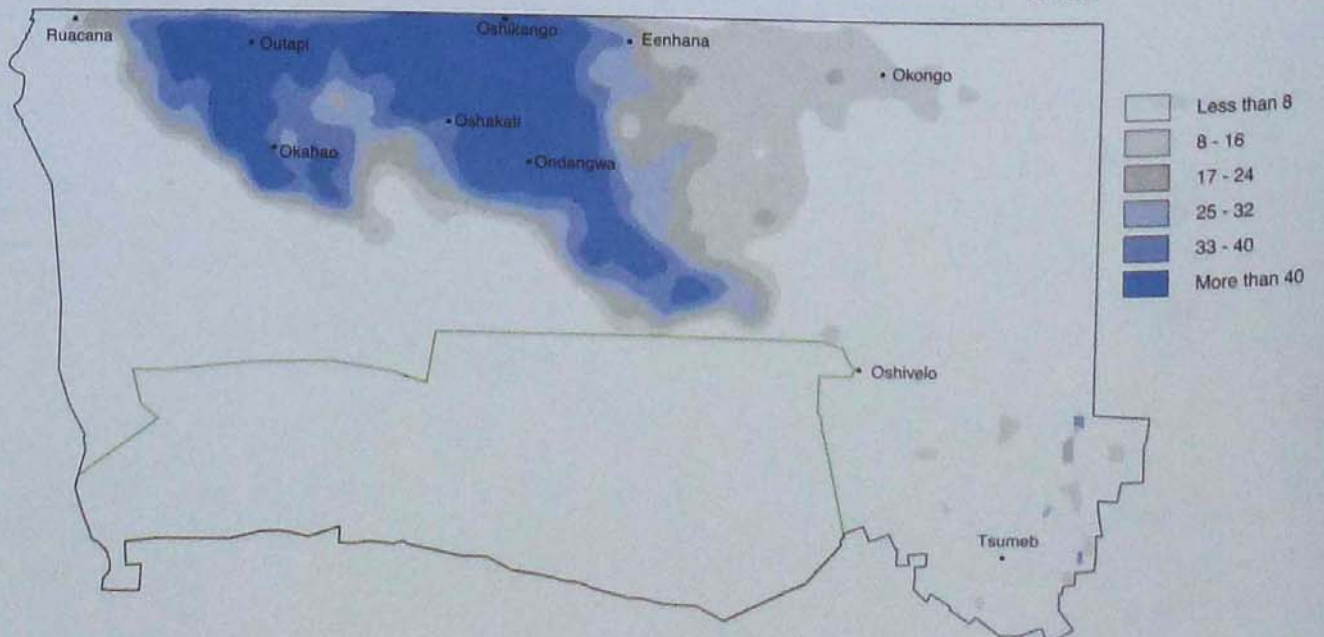 Ruacana
Outapi
Oshikango
Eenhana
Okongo
Oshakati
Okahao
Ondangwa
Oshivelo
Tsumeb
Less than 8
8 - 16
17 - 24
25 - 32
33 - 40
More than 40